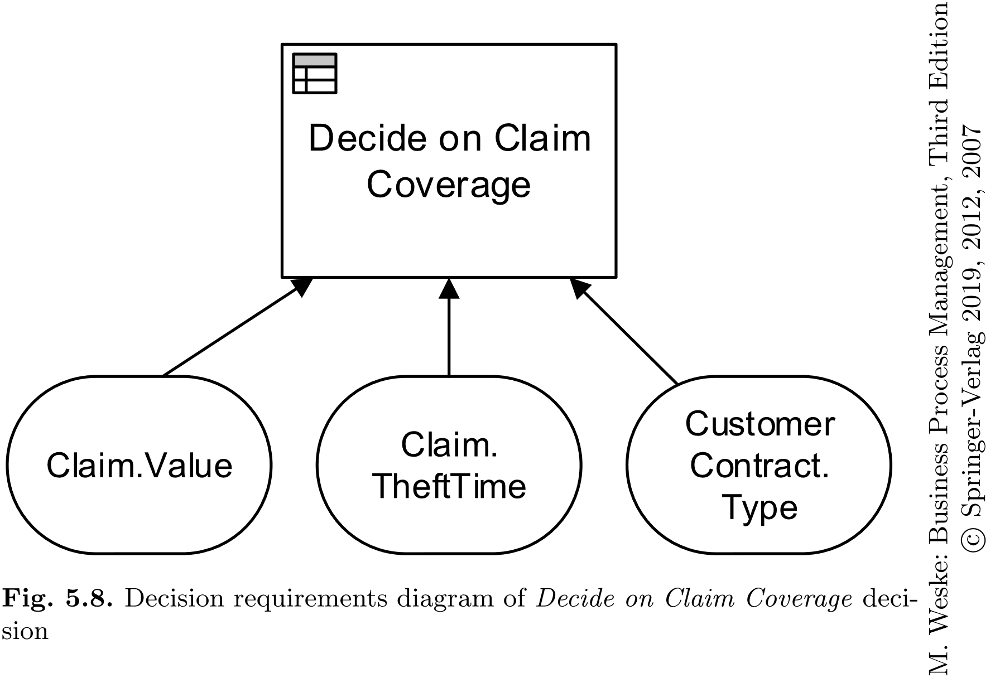 Decide on Claim
Coverage
Claim.Value
Claim.
TheftTime
Customer
Contract.
Type
Fig. 5.8. Decision requirements diagram of Decide on Claim Coverage deci-
sion
M. Weske: Business Process Management, Third Edition
© Springer-Verlag 2019, 2012, 2007